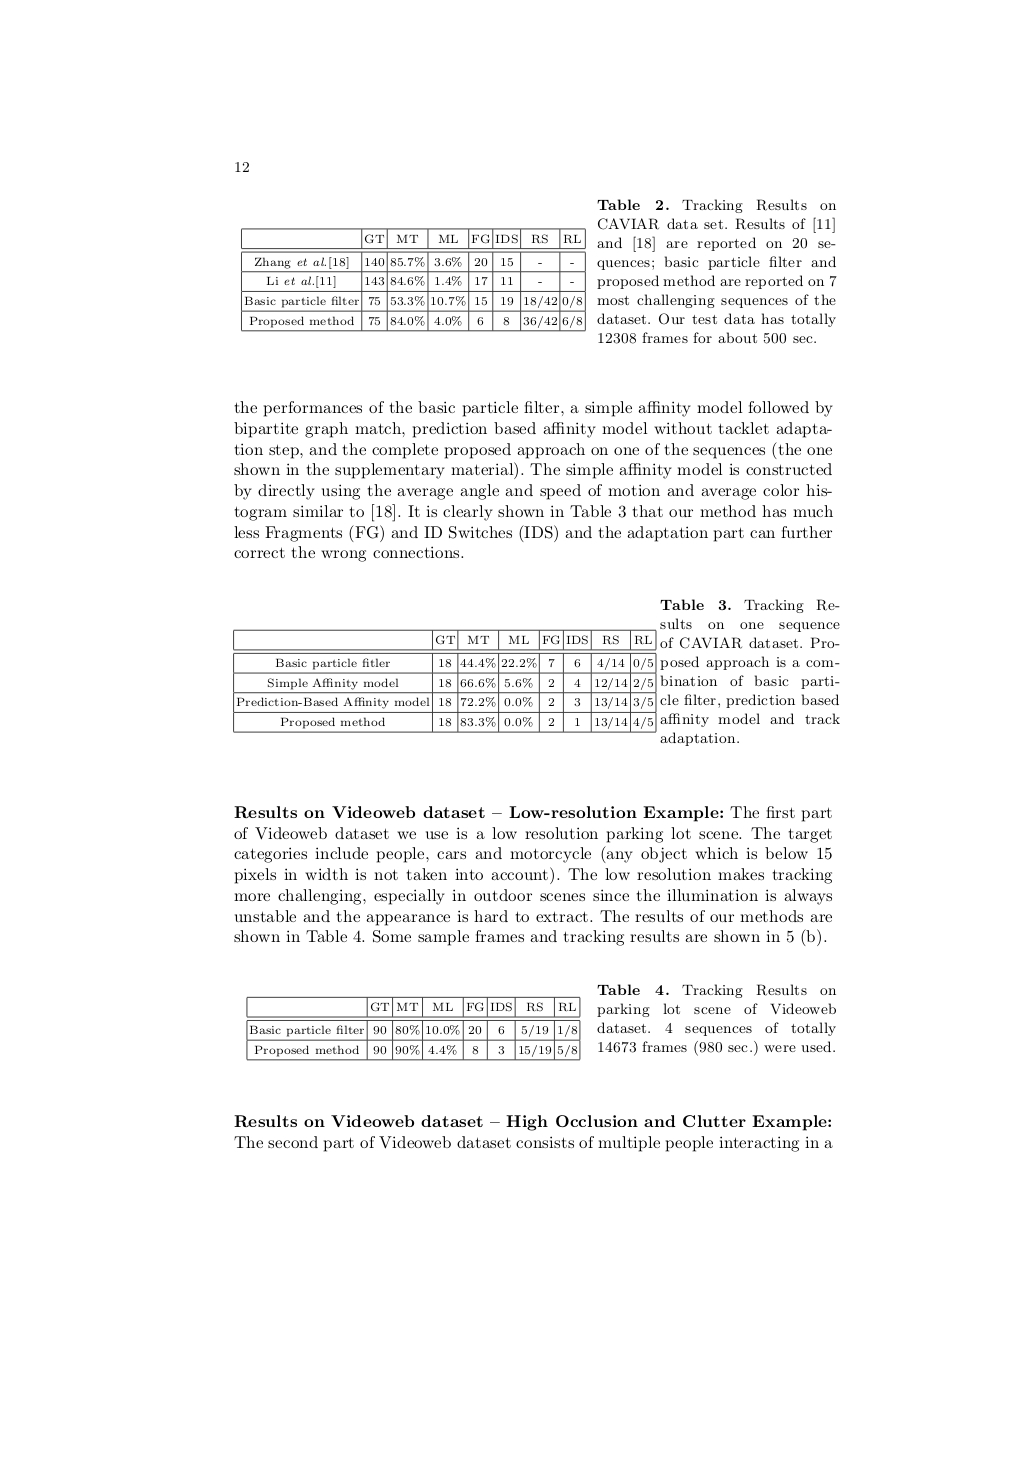 12
GT MT ML FG IDS RS RL
Zhang et al.[18] 140 85.7% 3.6% 20 15 - -
Li et al.[11] 143 84.6% 1.4% 17 11 - -
Basic particle filter 75 53.3% 10.7% 15 19 18/42 0/8
Proposed method 75 84.0% 4.0% 6 8 36/42 6/8
Table 2. Tracking Results on
CAVIAR data set. Results of [11]
and [18] are reported on 20 se-
quences; basic particle filter and
proposed method are reported on 7
most challenging sequences of the
dataset. Our test data has totally
12308 frames for about 500 sec.
the performances of the basic particle filter, a simple affinity model followed by
bipartite graph match, prediction based affinity model without tacklet adapta-
tion step, and the complete proposed approach on one of the sequences (the one
shown in the supplementary material). The simple affinity model is constructed
by directly using the average angle and speed of motion and average color his-
togram similar to [18]. It is clearly shown in Table 3 that our method has much
less Fragments (FG) and ID Switches (IDS) and the adaptation part can further
correct the wrong connections.
GT MT ML FG IDS RS RL
Basic particle fitler 18 44.4% 22.2% 7 6 4/14 0/5
Simple Affinity model 18 66.6% 5.6% 2 4 12/14 2/5
Prediction-Based Affinity model 18 72.2% 0.0% 2 3 13/14 3/5
Proposed method 18 83.3% 0.0% 2 1 13/14 4/5
Table 3. Tracking Re-
sults on one sequence
of CAVIAR dataset. Pro-
posed approach is a com-
bination of basic parti-
cle filter, prediction based
affinity model and track
adaptation.
Results on Videoweb dataset – Low-resolution Example: The first part
of Videoweb dataset we use is a low resolution parking lot scene. The target
categories include people, cars and motorcycle (any object which is below 15
pixels in width is not taken into account). The low resolution makes tracking
more challenging, especially in outdoor scenes since the illumination is always
unstable and the appearance is hard to extract. The results of our methods are
shown in Table 4. Some sample frames and tracking results are shown in 5 (b).
GT MT ML FG IDS RS RL
Basic particle filter 90 80% 10.0% 20 6 5/19 1/8
Proposed method 90 90% 4.4% 8 3 15/19 5/8
Table 4. Tracking Results on
parking lot scene of Videoweb
dataset. 4 sequences of totally
14673 frames (980 sec.) were used.
Results on Videoweb dataset – High Occlusion and Clutter Example:
The second part of Videoweb dataset consists of multiple people interacting in a